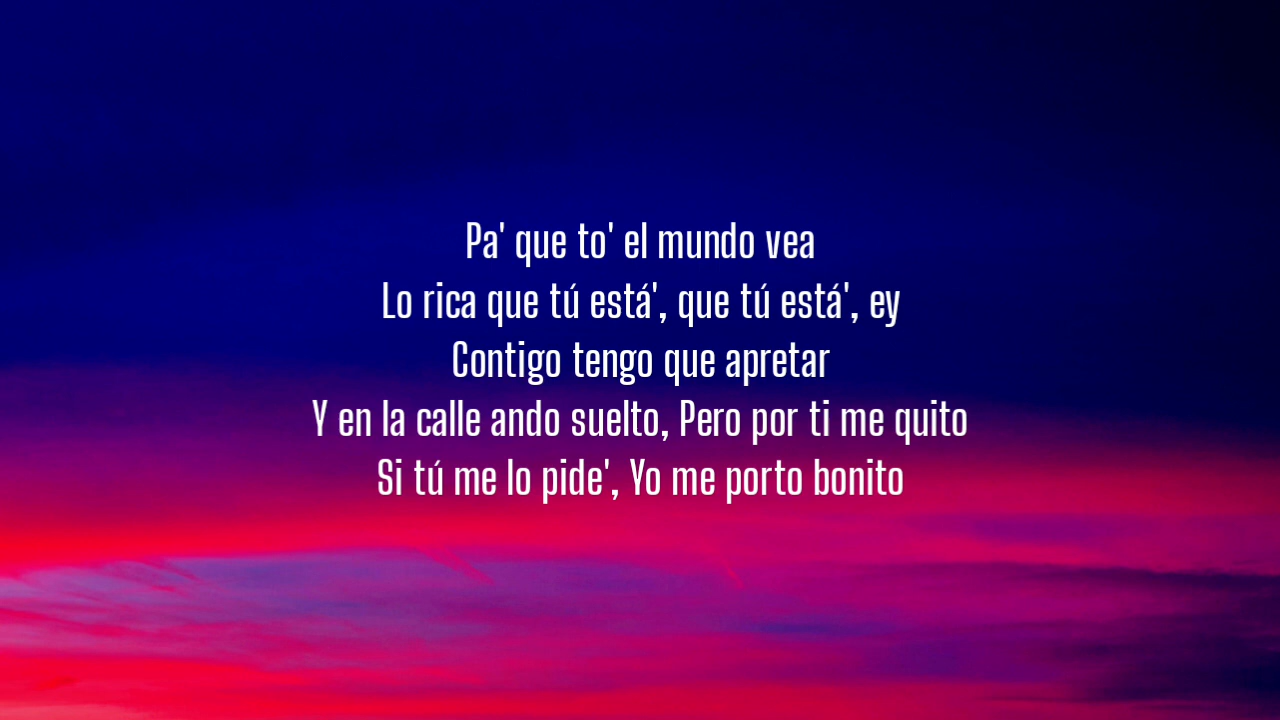 Pa' que to' el mundo vea
Lo rica que tú está', que tú está', ey
Contigo tengo que apretar
Y en la calle ando suelto, Pero por ti me quito
Si tú me lo pide', Yo me porto bonito